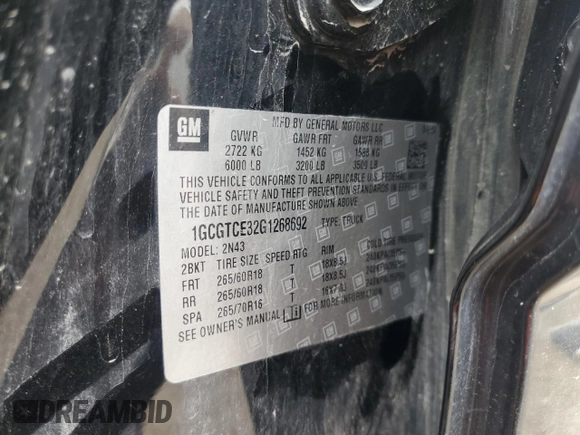 GM
MFD BY GENERAL MOTORS LLC
GVWR GAWR FRT GAWR RR
2722 KG 1452 KG 1588 KG
6000 LB 3200 LB 3500 LB
THIS VEHICLE CONFORMS TO ALL APPLICABLE U.S. FEDERAL
VEHICLE SAFETY AND THEFT PREVENTION STANDARDS IN EFFECT ON
THE DATE OF MANUFACTURE SHOWN ABOVE.
1GCGTCE32G1268692 TYPE: TRUCK
MODEL: 2N43
2BKT TIRE SIZE SPEED RTG RIM COLD TIRE PRESSURE
FRT 265/60R18 T 18X8.5J
RR 265/60R18 T 18X8.5J
SPA 265/70R16 T
SEE OWNER'S MANUAL FOR MORE INFORMATION
DREAMBID